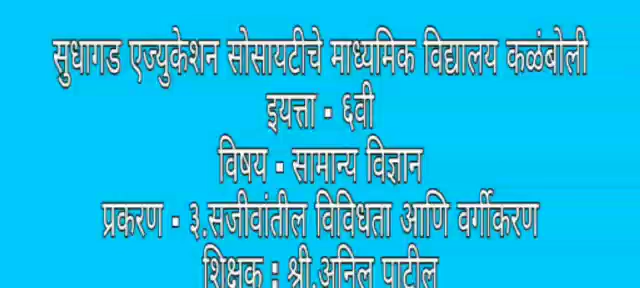 सुधागड एज्युकेशन सोसायटीचे माध्यमिक विद्यालय कळंबोली
इयत्ता - ६वी
विषय - सामान्य विज्ञान
प्रकरण - ३.सजीवांतील विविधता आणि वर्गीकरण
शिक्षक : श्री.अनिल पाटील